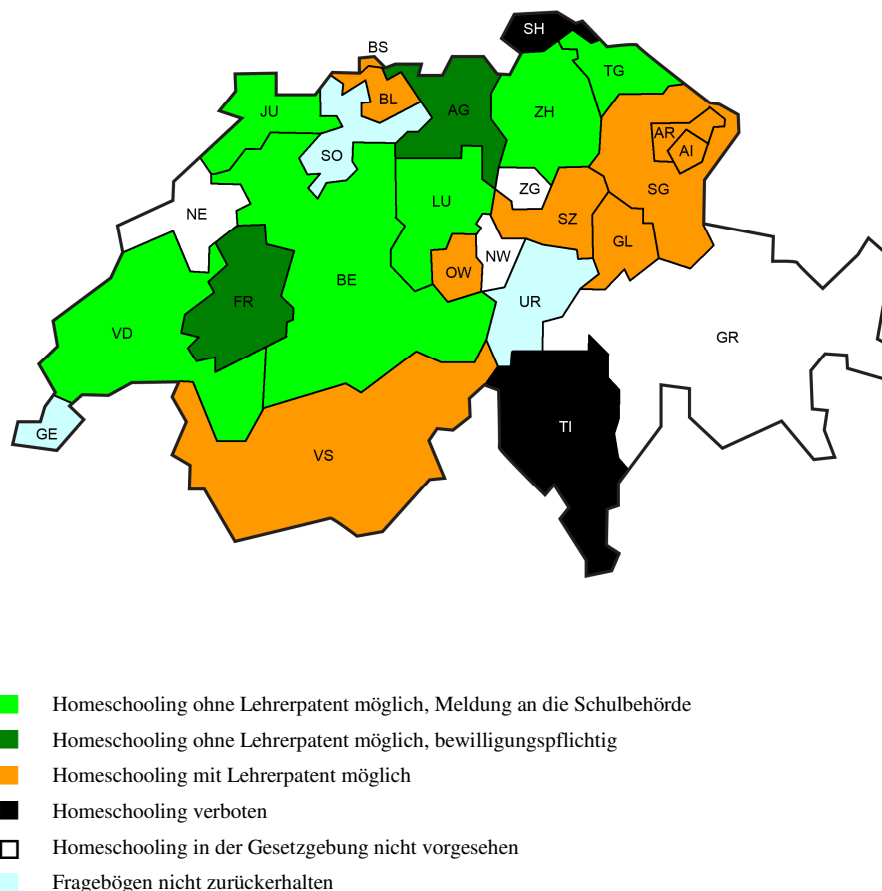 SH
BS
TG
JU
BL
AG
ZH
AR
AI
SO
ZG
SG
NE
LU
SZ
GL
NW
OW
BE
FR
UR
VD
GR
TI
GE
VS
Homeschooling ohne Lehrerpatent möglich, Meldung an die Schulbehörde
Homeschooling ohne Lehrerpatent möglich, bewilligungspflichtig
Homeschooling mit Lehrerpatent möglich
Homeschooling verboten
Homeschooling in der Gesetzgebung nicht vorgesehen
Fragebögen nicht zurückerhalten